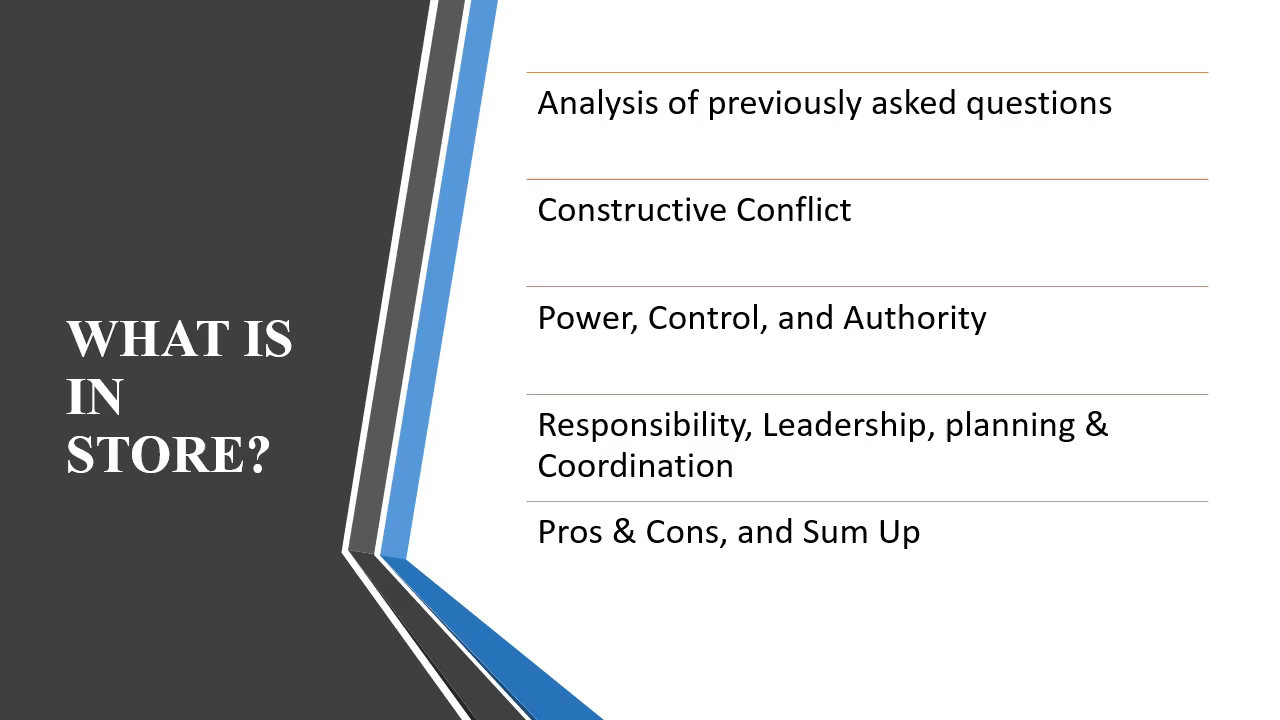 WHAT IS
IN
STORE?
Analysis of previously asked questions
Constructive Conflict
Power, Control, and Authority
Responsibility, Leadership, planning &
Coordination
Pros & Cons, and Sum Up